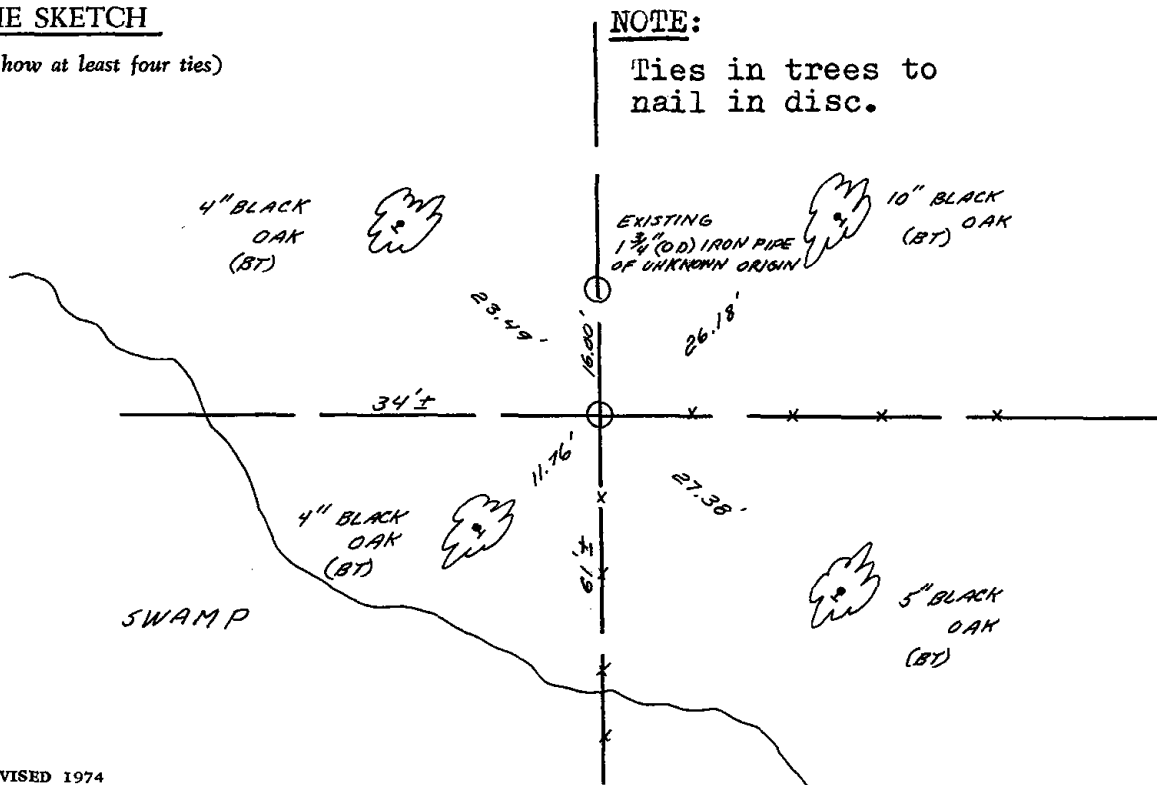 IE SKETCH
how at least four ties)
NOTE:
Ties in trees to
nail in disc.
4" BLACK
OAK
(BT)
10" BLACK
OAK
(BT)
EXISTING
1 3/4" (OD) IRON PIPE
OF UNKNOWN ORIGIN
23.49'
16.00'
26.18'
34'±
11.76'
27.38'
4" BLACK
OAK
(BT)
61'±
5" BLACK
OAK
(BT)
SWAMP
VISED 1974